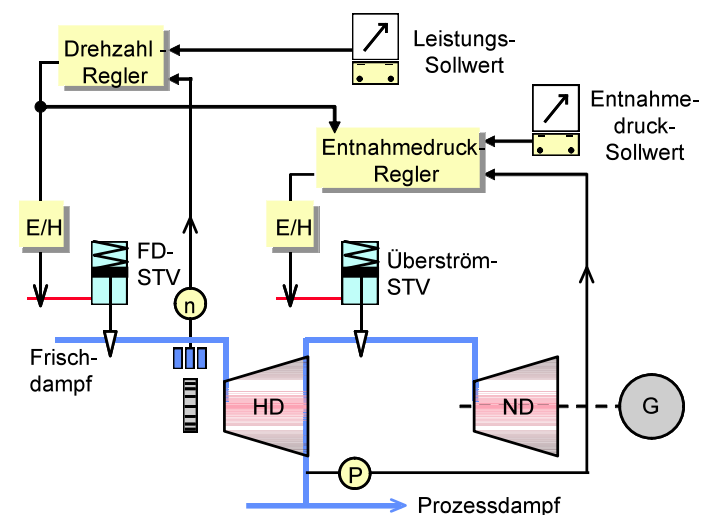 Drehzahl-
Regler
Leistungs-
Sollwert
Entnahme-
druck-
Sollwert
Entnahmedruck-
Regler
E/H
FD-
STV
E/H
Überström-
STV
n
Frisch-
dampf
HD
ND
G
P
Prozessdampf